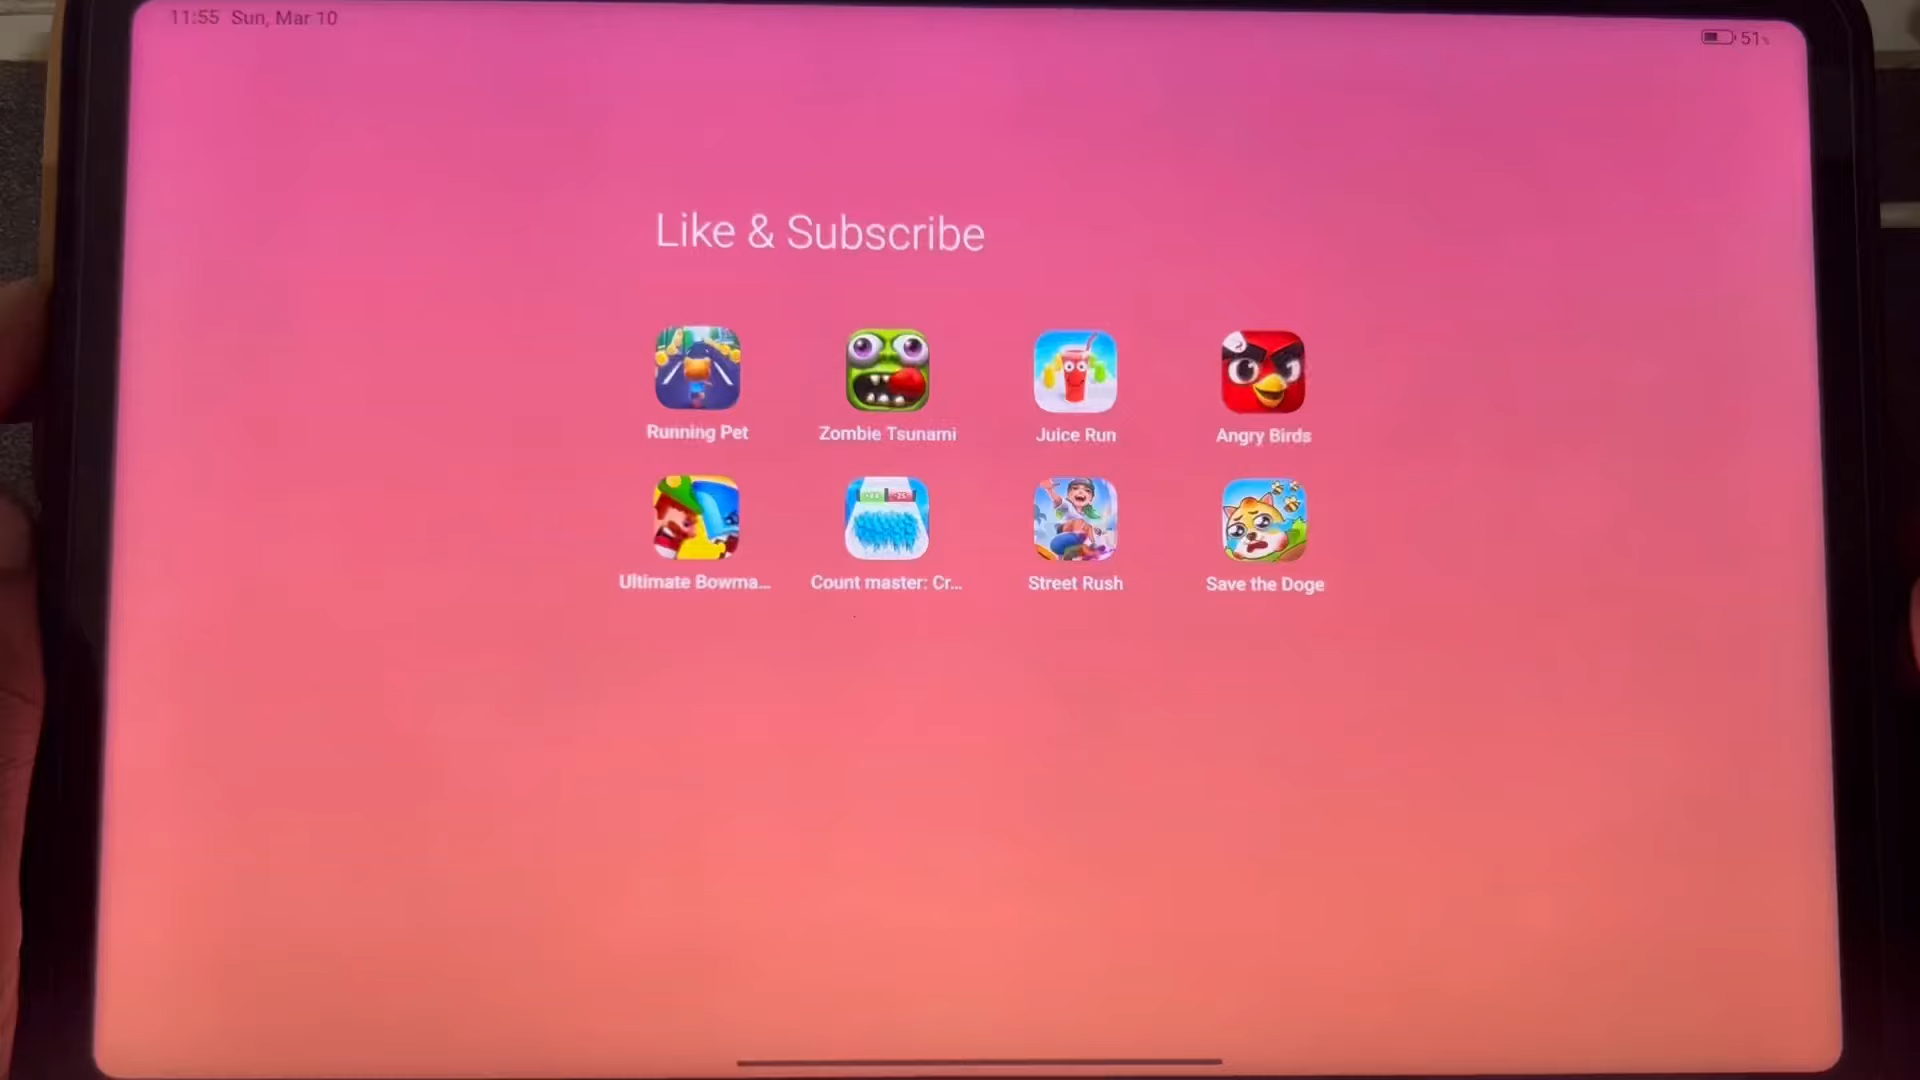 11:55 Sun, Mar 10
51%
Like & Subscribe
Running Pet
Zombie Tsunami
Juice Run
Angry Birds
Ultimate Bowma...
Count master: Cr...
Street Rush
Save the Doge